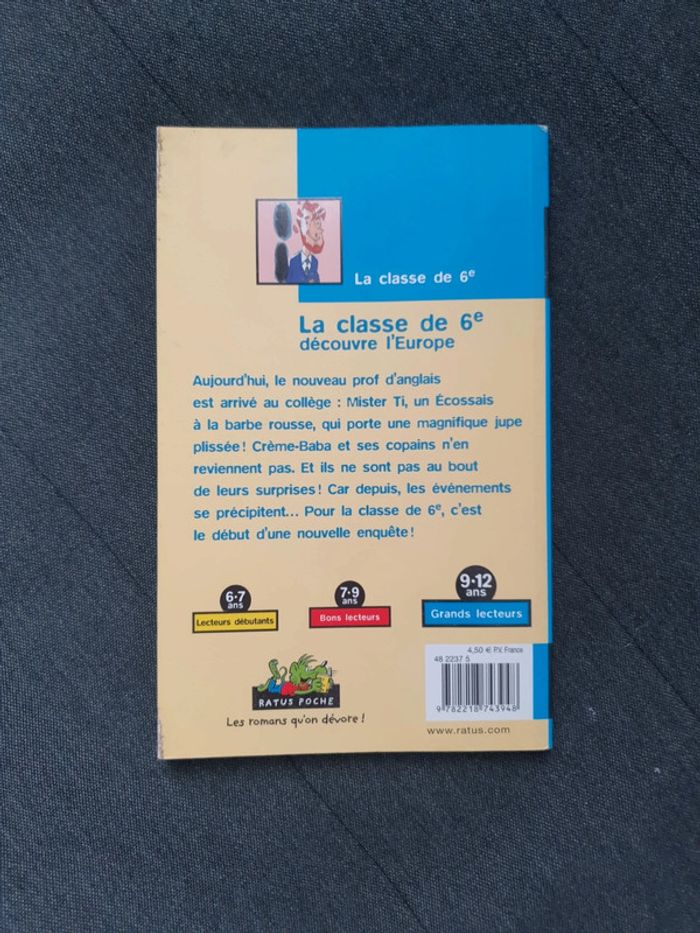 La classe de 6e
La classe de 6e
découvre l'Europe
Aujourd'hui, le nouveau prof d'anglais
est arrivé au collège : Mister Ti, un Écossais
à la barbe rousse, qui porte une magnifique jupe
plissée ! Crème-Baba et ses copains n'en
reviennent pas. Et ils ne sont pas au bout
de leurs surprises ! Car depuis, les événements
se précipitent... Pour la classe de 6e, c'est
le début d'une nouvelle enquête !
6-7
ans
Lecteurs débutants
7-9
ans
Bons lecteurs
9-12
ans
Grands lecteurs
4,50 € P.V. France
48 2237 5
9 782218 743948
www.ratus.com
RATUS POCHE
Les romans qu'on dévore !